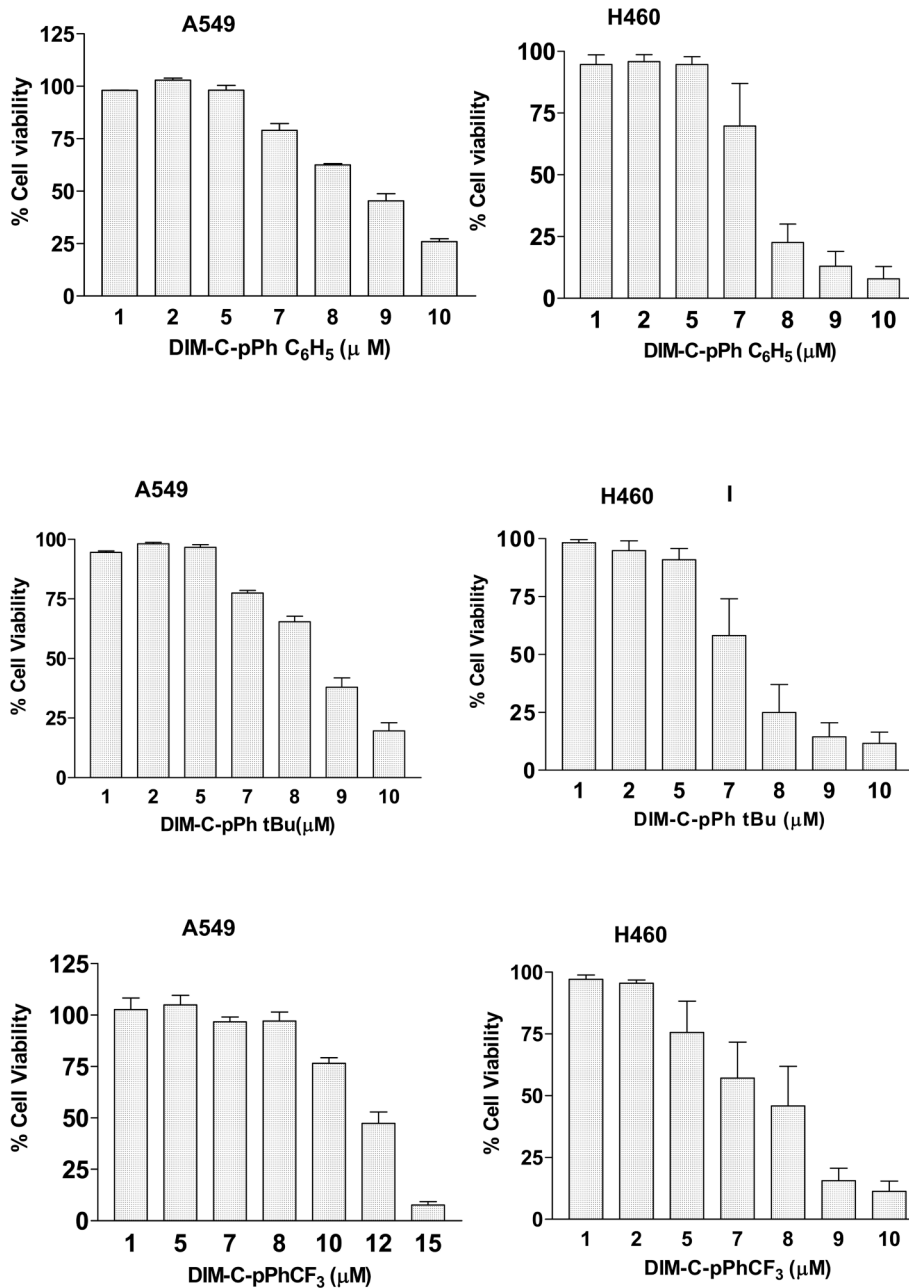 A549
% Cell viability
125
100
75
50
25
0
1 2 5 7 8 9 10
DIM-C-pPh C₆H₅ (μ M)
H460
% Cell viability
100
75
50
25
0
1 2 5 7 8 9 10
DIM-C-pPh C₆H₅ (μM)
A549
% Cell Viability
100
75
50
25
0
1 2 5 7 8 9 10
DIM-C-pPh tBu(μM)
H460 I
% Cell Viability
100
75
50
25
0
1 2 5 7 8 9 10
DIM-C-pPh tBu (μM)
A549
% Cell Viability
125
100
75
50
25
0
1 5 7 8 10 12 15
DIM-C-pPhCF₃ (μM)
H460
% Cell Viability
100
75
50
25
0
1 2 5 7 8 9 10
DIM-C-pPhCF₃ (μM)